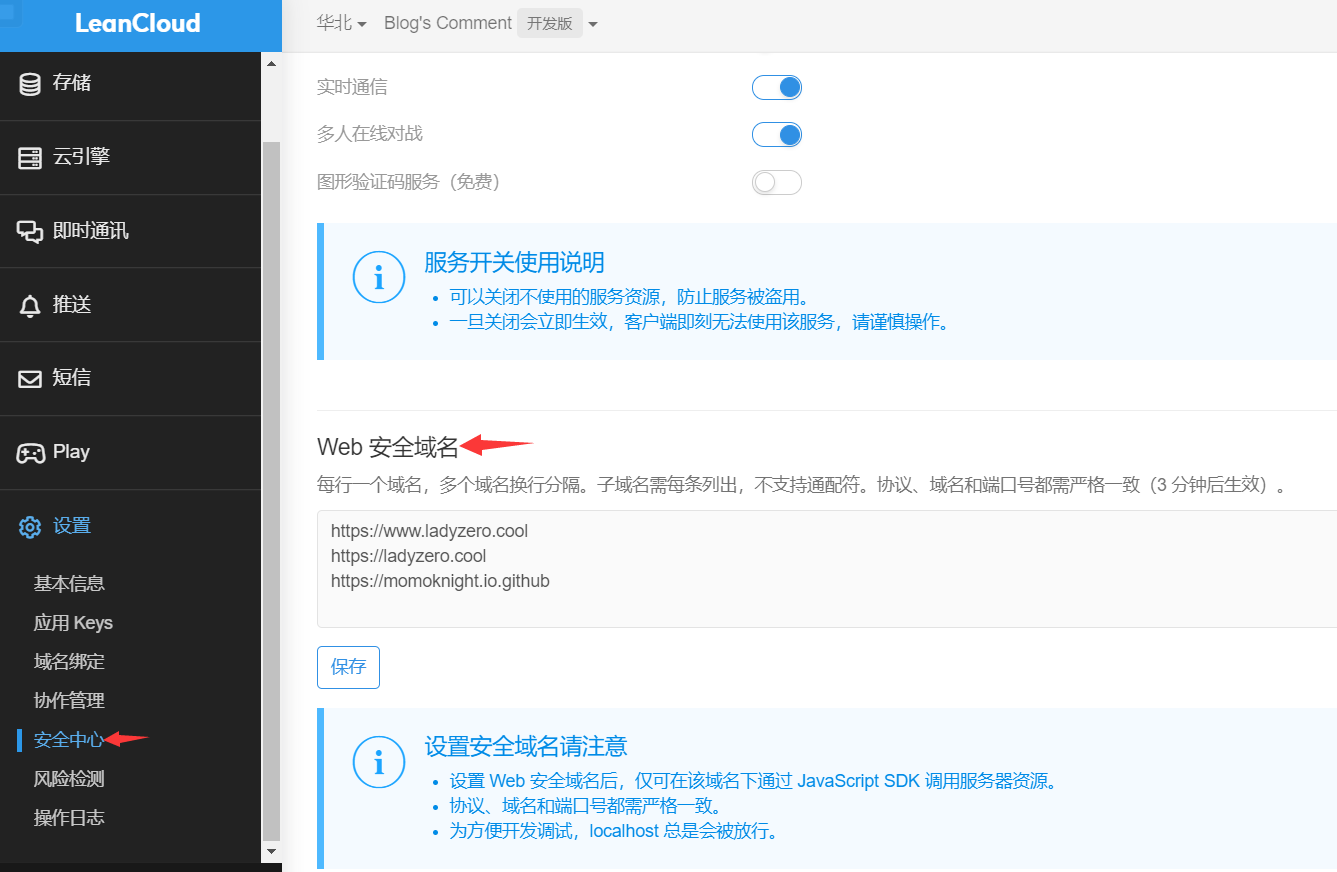 LeanCloud
华北 Blog's Comment 开发版
存储
云引擎
即时通讯
推送
短信
Play
设置
基本信息
应用 Keys
域名绑定
协作管理
安全中心
风险检测
操作日志
实时通信
多人在线对战
图形验证码服务（免费）
服务开关使用说明
可以关闭不使用的服务资源，防止服务被盗用。
一旦关闭会立即生效，客户端即刻无法使用该服务，请谨慎操作。
Web 安全域名
每行一个域名，多个域名换行分隔。子域名需每条列出，不支持通配符。协议、域名和端口号都需严格一致（3 分钟后生效）。
https://www.ladyzero.cool
https://ladyzero.cool
https://momoknight.io.github
保存
设置安全域名请注意
设置 Web 安全域名后，仅可在该域名下通过 JavaScript SDK 调用服务器资源。
协议、域名和端口号都需严格一致。
为方便开发调试，localhost 总是会被放行。